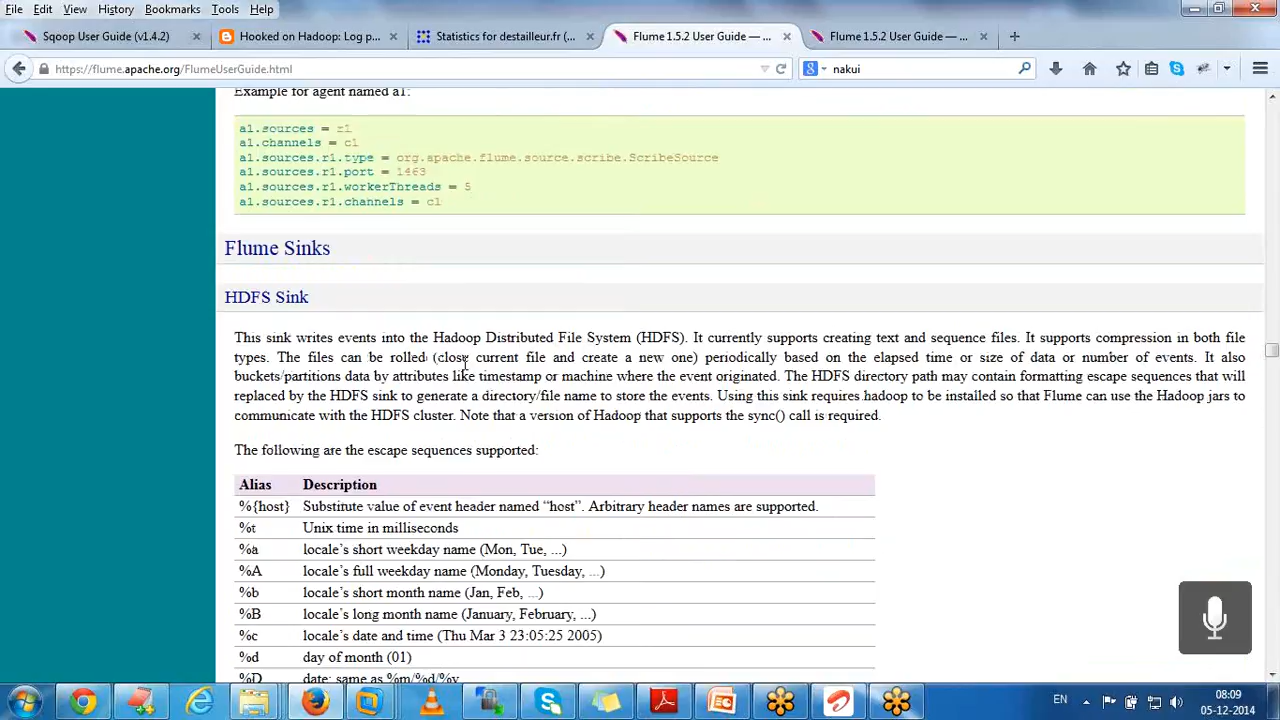 File Edit View History Bookmarks Tools Help
Sqoop User Guide (v1.4.2) × Hooked on Hadoop: Log p... × Statistics for destailleur.fr (... × Flume 1.5.2 User Guide — ... × Flume 1.5.2 User Guide — ... ×
https://flume.apache.org/FlumeUserGuide.html nakui
Example for agent named a1:
a1.sources = r1
a1.channels = c1
a1.sources.r1.type = org.apache.flume.source.scribe.ScribeSource
a1.sources.r1.port = 1463
a1.sources.r1.workerThreads = 5
a1.sources.r1.channels = c1
Flume Sinks
HDFS Sink
This sink writes events into the Hadoop Distributed File System (HDFS). It currently supports creating text and sequence files. It supports compression in both file
types. The files can be rolled (close current file and create a new one) periodically based on the elapsed time or size of data or number of events. It also
buckets/partitions data by attributes like timestamp or machine where the event originated. The HDFS directory path may contain formatting escape sequences that will
replaced by the HDFS sink to generate a directory/file name to store the events. Using this sink requires hadoop to be installed so that Flume can use the Hadoop jars to
communicate with the HDFS cluster. Note that a version of Hadoop that supports the sync() call is required.
The following are the escape sequences supported:
Alias Description
%{host} Substitute value of event header named “host”. Arbitrary header names are supported.
%t Unix time in milliseconds
%a locale’s short weekday name (Mon, Tue, ...)
%A locale’s full weekday name (Monday, Tuesday, ...)
%b locale’s short month name (Jan, Feb, ...)
%B locale’s long month name (January, February, ...)
%c locale’s date and time (Thu Mar 3 23:05:25 2005)
%d day of month (01)
%D date; same as %m/%d/%y
EN 08:09
05-12-2014